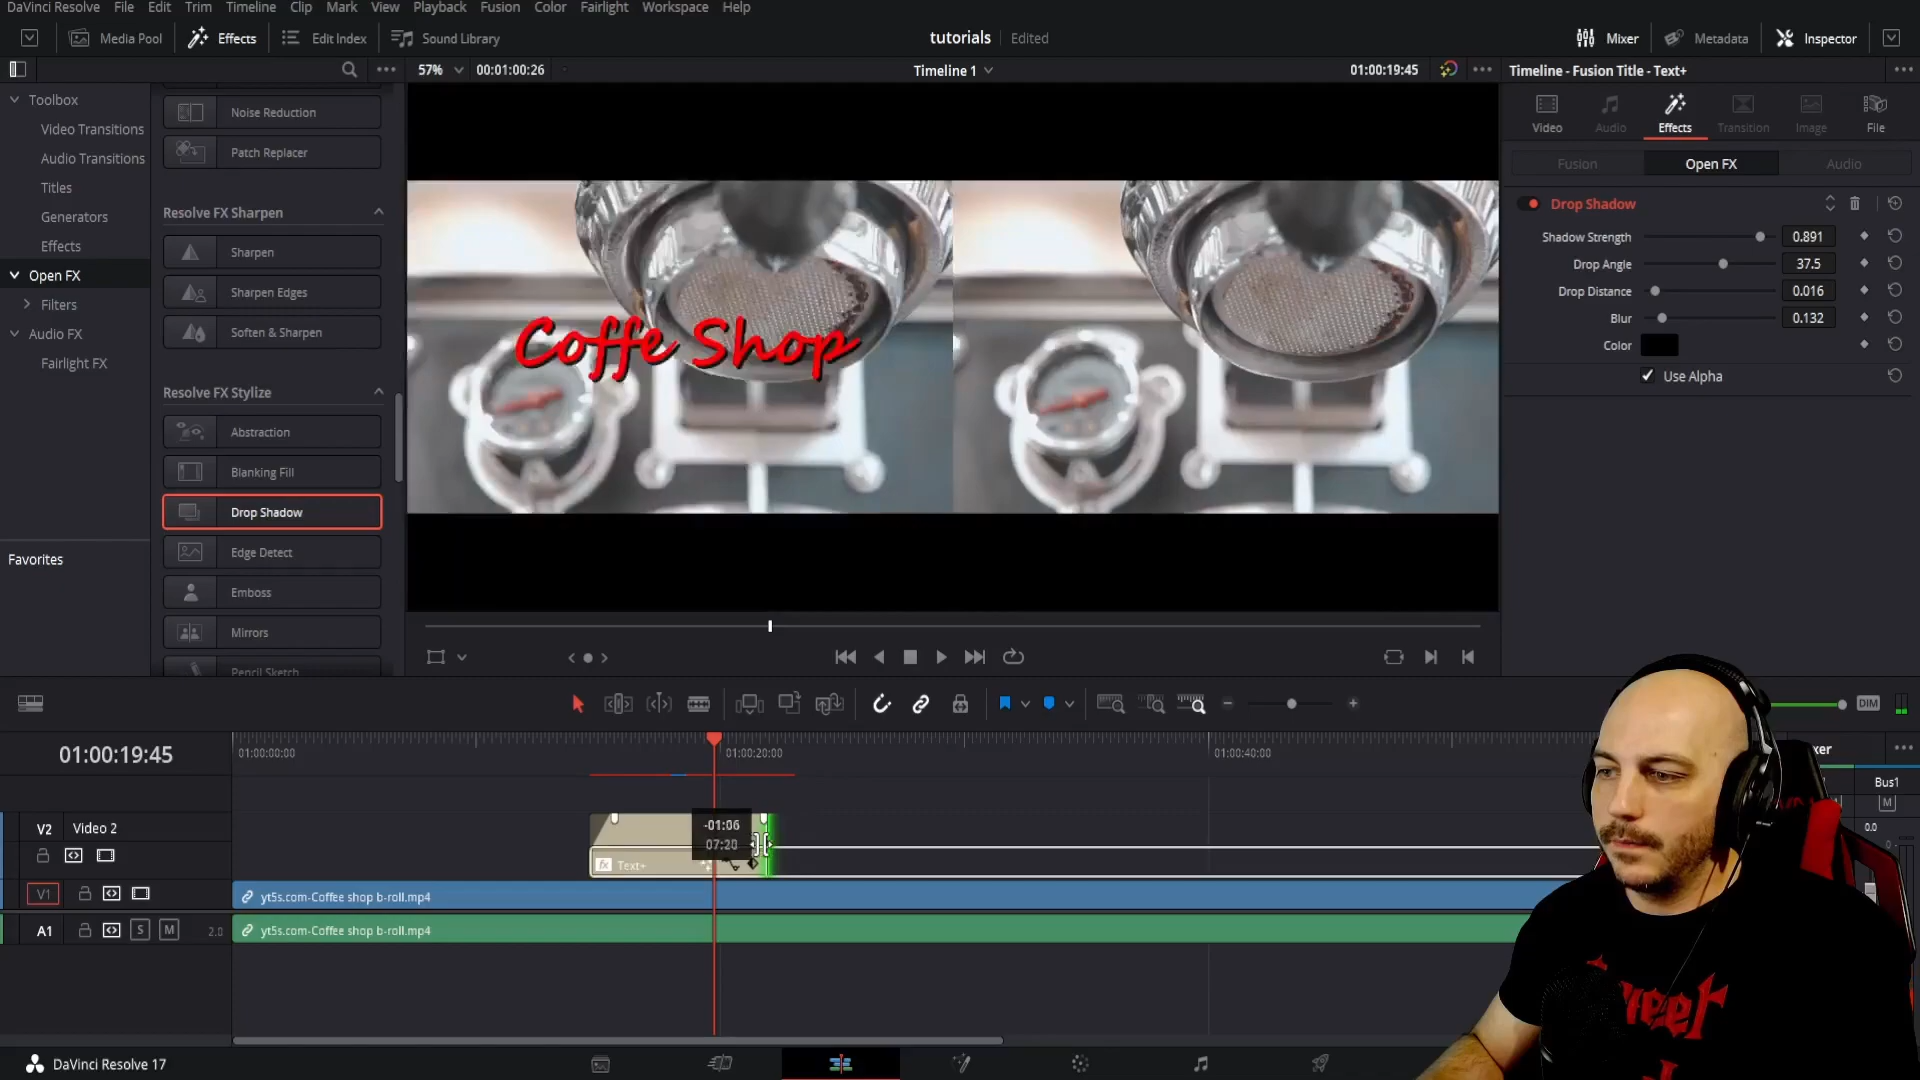 DaVinci Resolve File Edit Trim Timeline Clip Mark View Playback Fusion Color Fairlight Workspace Help
Media Pool Effects Edit Index Sound Library tutorials Edited Mixer Metadata Inspector
57% 00:01:00:26 Timeline 1 01:00:19:45 Timeline - Fusion Title - Text+
Toolbox
Video Transitions
Audio Transitions
Titles
Generators
Effects
Open FX
Filters
Audio FX
Fairlight FX
Favorites
Noise Reduction
Patch Replacer
Resolve FX Sharpen
Sharpen
Sharpen Edges
Soften & Sharpen
Resolve FX Stylize
Abstraction
Blanking Fill
Drop Shadow
Edge Detect
Emboss
Mirrors
Pencil Sketch
Coffe Shop
Video Audio Effects Transition Image File
Fusion Open FX Audio
Drop Shadow
Shadow Strength 0.891
Drop Angle 37.5
Drop Distance 0.016
Blur 0.132
Color
Use Alpha
DIM
01:00:19:45 01:00:00:00 01:00:20:00 01:00:40:00
xer
Bus1
M
0.0
V2 Video 2
-01:06
07:20
Text+
V1 yt5s.com-Coffee shop b-roll.mp4
A1 S M 2.0 yt5s.com-Coffee shop b-roll.mp4
DaVinci Resolve 17